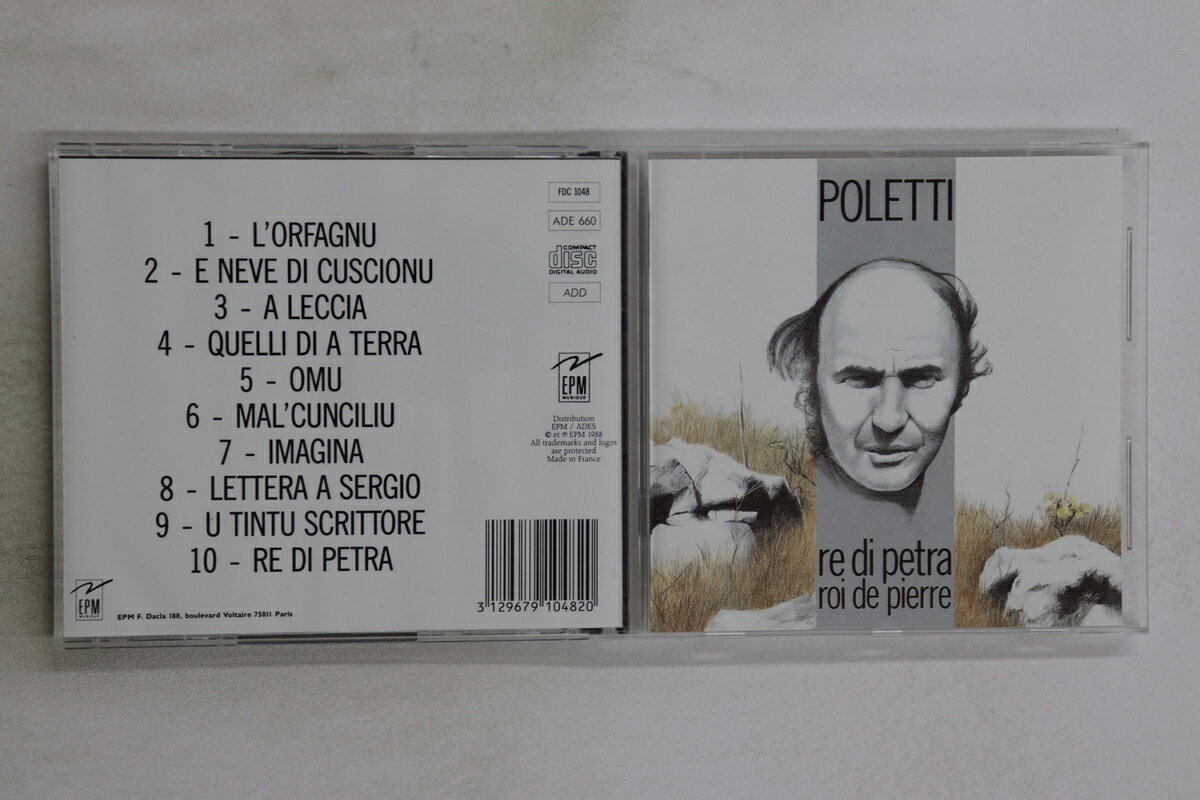 1 - L'ORFAGNU
2 - E NEVE DI CUSCIONU
3 - A LECCIA
4 - QUELLI DI A TERRA
5 - OMU
6 - MAL'CUNCILIU
7 - IMAGINA
8 - LETTERA A SERGIO
9 - U TINTU SCRITTORE
10 - RE DI PETRA
FDC 1048
ADE 660
COMPACT
disc
DIGITAL AUDIO
ADD
EPM
MUSIQUE
Distribution
EPM / ADES
© et ℗ EPM 1988
All trademarks and logos
are protected
Made in France
3 129679 104820
EPM
MUSIQUE
EPM F. Dacla 188, boulevard Voltaire 75011 Paris
POLETTI
re di petra
roi de pierre